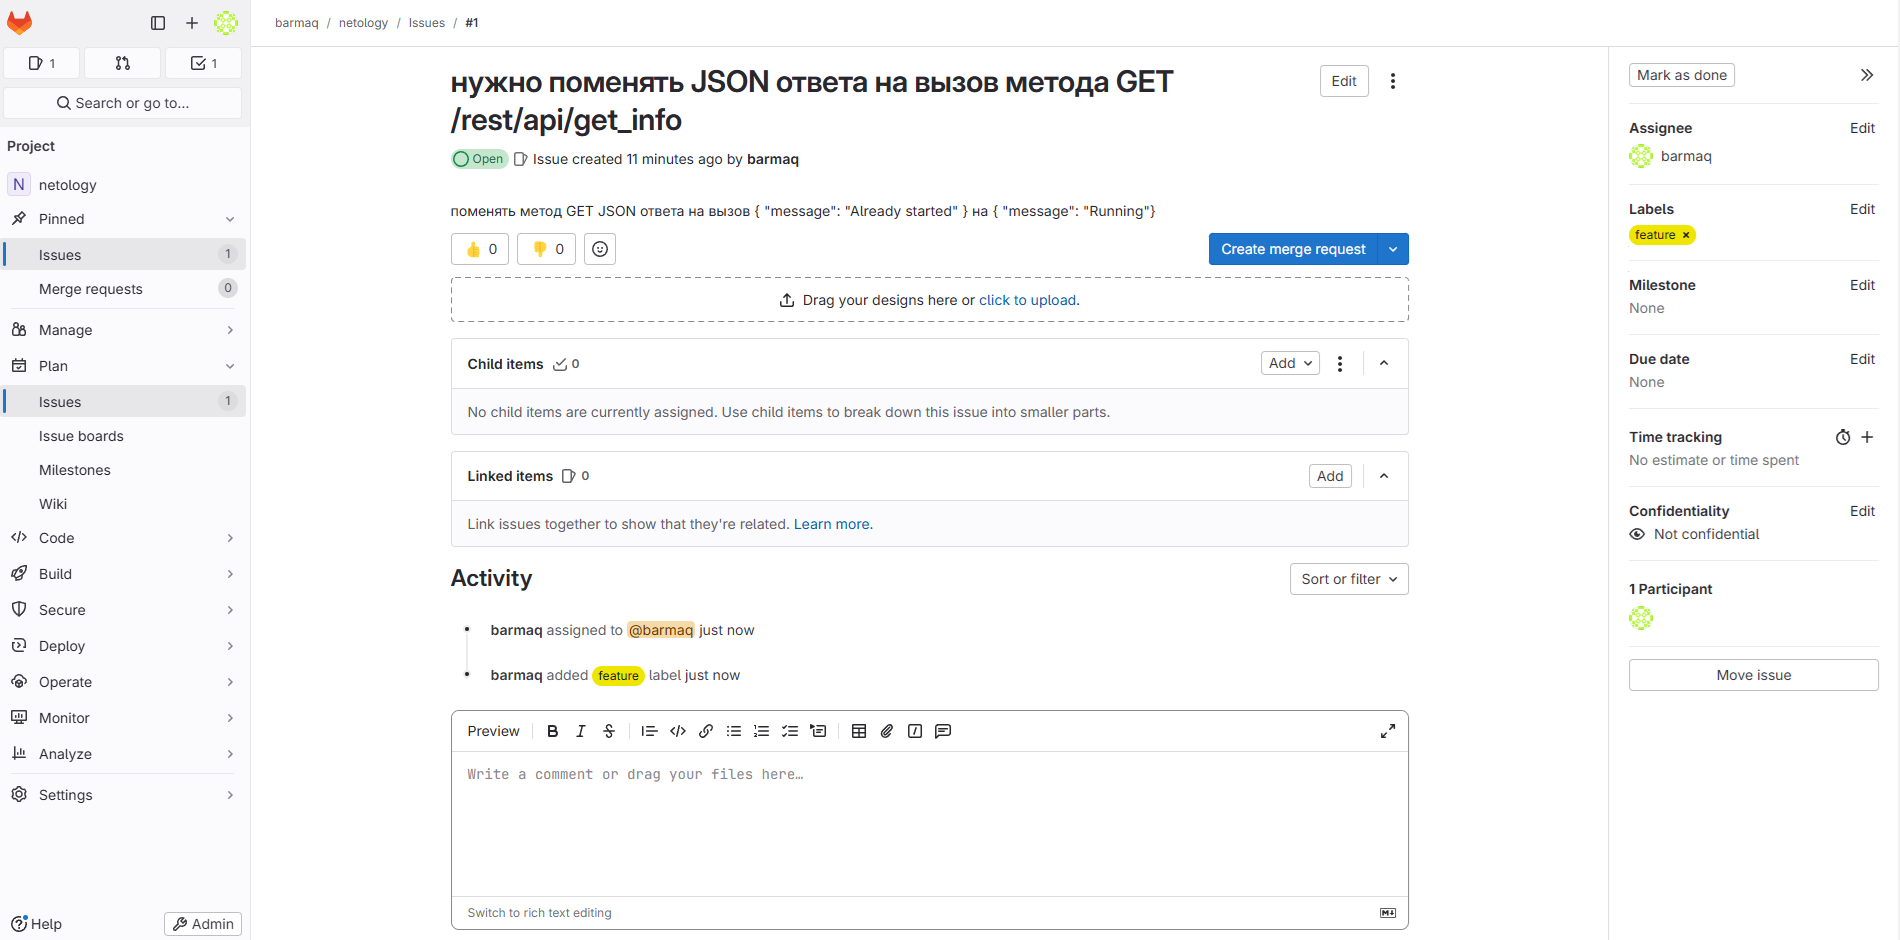 1
1
Search or go to...
Project
N netology
Pinned
Issues 1
Merge requests 0
Manage
Plan
Issues 1
Issue boards
Milestones
Wiki
Code
Build
Secure
Deploy
Operate
Monitor
Analyze
Settings
Help
Admin
barmaq / netology / Issues / #1
нужно поменять JSON ответа на вызов метода GET
/rest/api/get_info
Edit
Open Issue created 11 minutes ago by barmaq
поменять метод GET JSON ответа на вызов { "message": "Already started" } на { "message": "Running"}
0 0
Create merge request
Drag your designs here or click to upload.
Child items 0
Add
No child items are currently assigned. Use child items to break down this issue into smaller parts.
Linked items 0
Add
Link issues together to show that they're related. Learn more.
Activity
Sort or filter
barmaq assigned to @barmaq just now
barmaq added feature label just now
Preview
Write a comment or drag your files here…
Switch to rich text editing
Mark as done
Assignee Edit
barmaq
Labels Edit
feature ×
Milestone Edit
None
Due date Edit
None
Time tracking
No estimate or time spent
Confidentiality Edit
Not confidential
1 Participant
Move issue